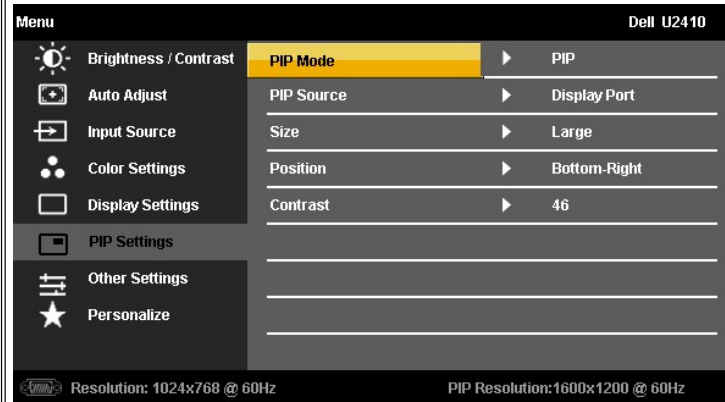 Menu Dell U2410
Brightness / Contrast PIP Mode PIP
Auto Adjust PIP Source Display Port
Input Source Size Large
Color Settings Position Bottom-Right
Display Settings Contrast 46
PIP Settings
Other Settings
Personalize
Resolution: 1024x768 @ 60Hz PIP Resolution:1600x1200 @ 60Hz